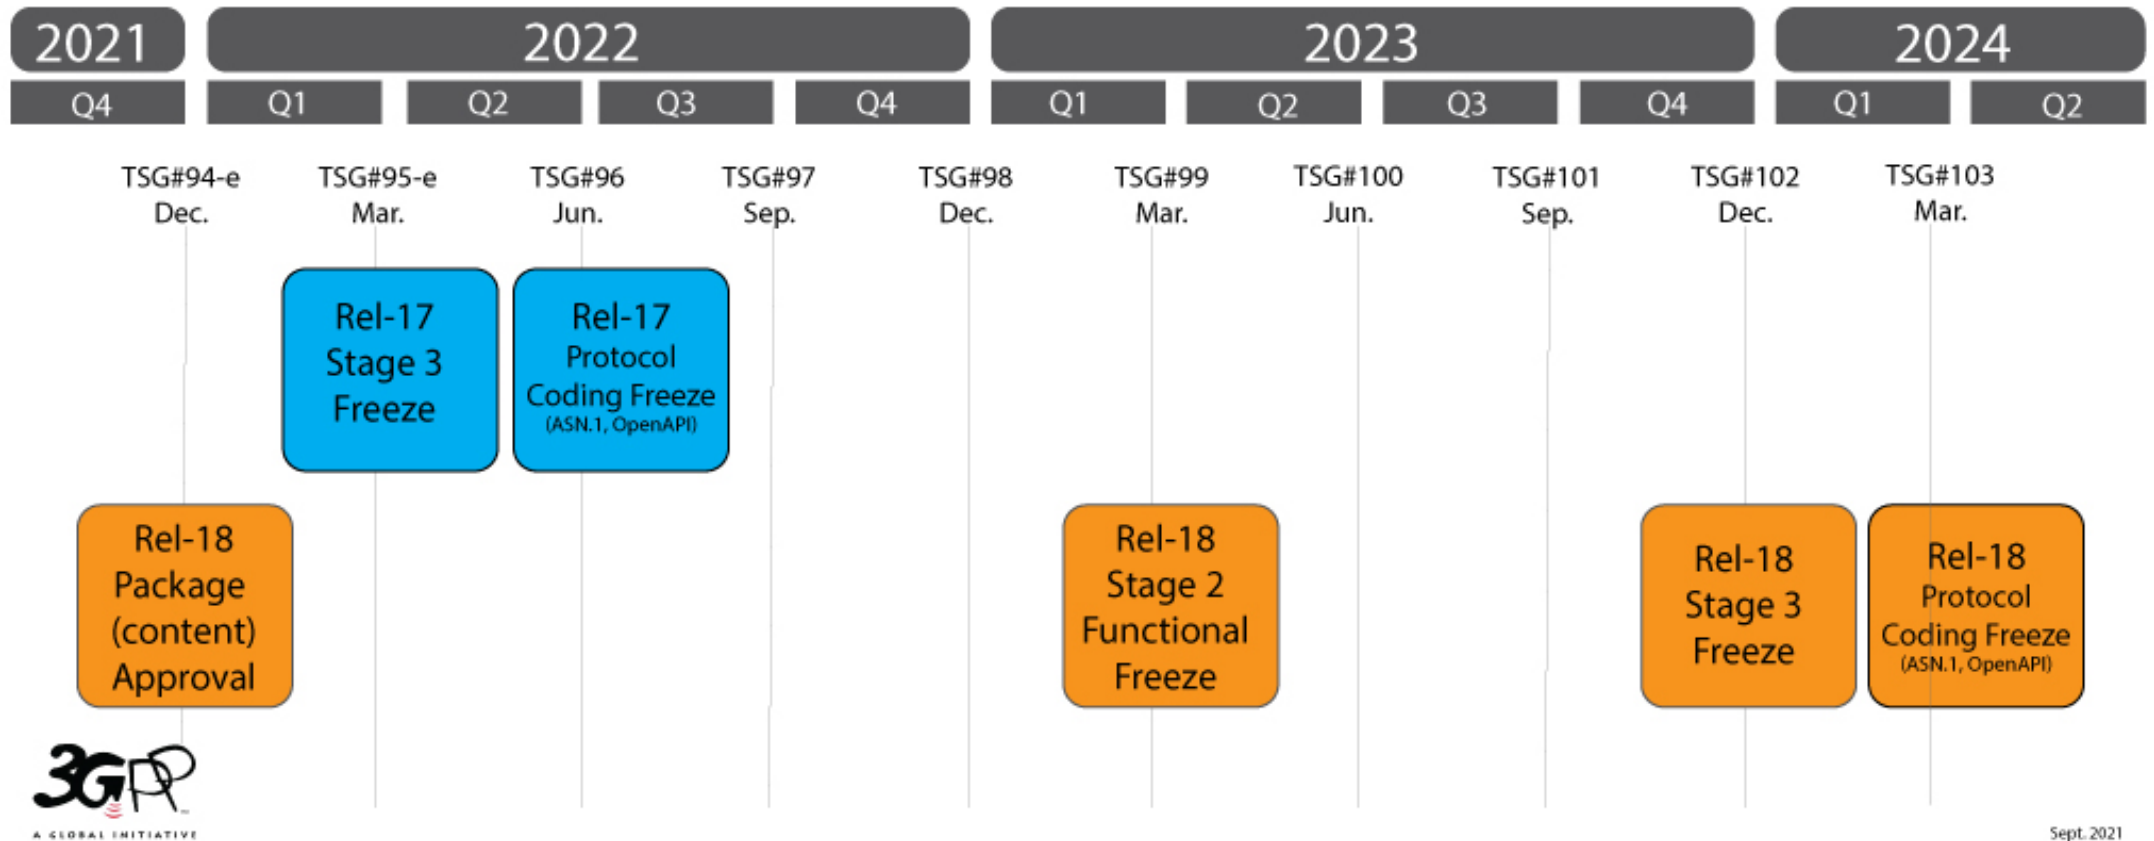 2021 2022 2023 2024
Q4 Q1 Q2 Q3 Q4 Q1 Q2 Q3 Q4 Q1 Q2
TSG#94-e TSG#95-e TSG#96 TSG#97 TSG#98 TSG#99 TSG#100 TSG#101 TSG#102 TSG#103
Dec. Mar. Jun. Sep. Dec. Mar. Jun. Sep. Dec. Mar.
Rel-17
Stage 3
Freeze
Rel-17
Protocol
Coding Freeze
(ASN.1, OpenAPI)
Rel-18
Package
(content)
Approval
Rel-18
Stage 2
Functional
Freeze
Rel-18
Stage 3
Freeze
Rel-18
Protocol
Coding Freeze
(ASN.1, OpenAPI)
3GPP
A GLOBAL INITIATIVE
Sept. 2021